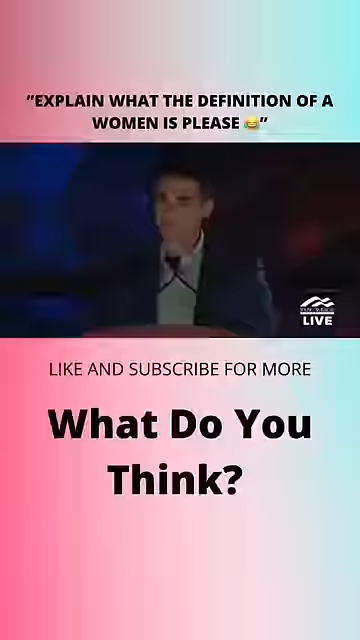 "EXPLAIN WHAT THE DEFINITION OF A
WOMEN IS PLEASE 😂"
LIVE
LIKE AND SUBSCRIBE FOR MORE
What Do You
Think?